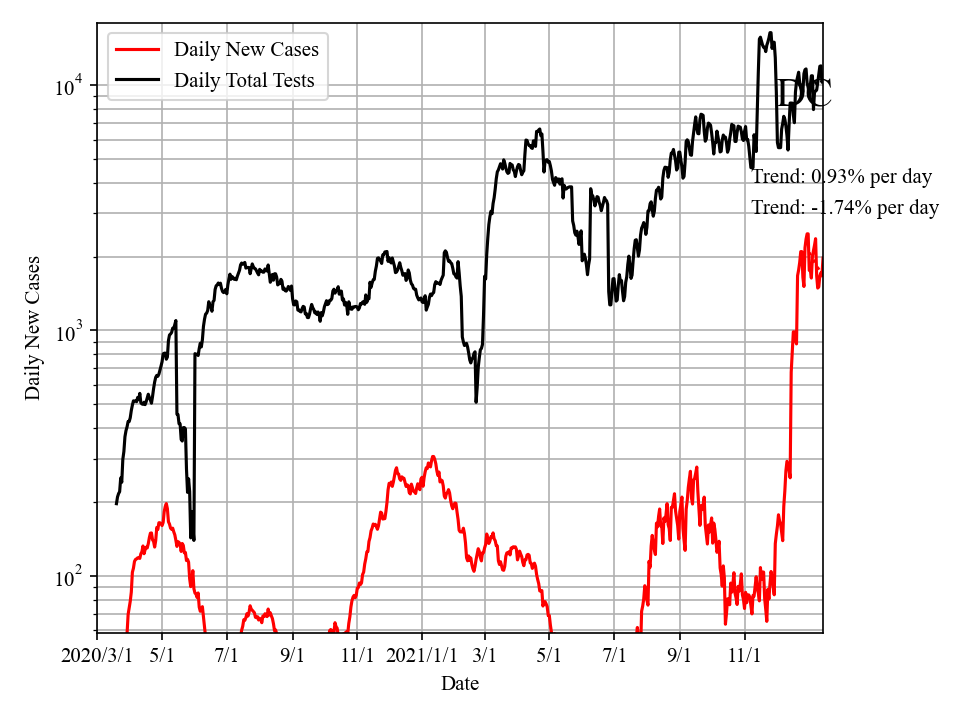 Daily New Cases
Daily Total Tests
DC
Trend: 0.93% per day
Trend: -1.74% per day
10^4
10^3
10^2
Daily New Cases
2020/3/1 5/1 7/1 9/1 11/1 2021/1/1 3/1 5/1 7/1 9/1 11/1
Date